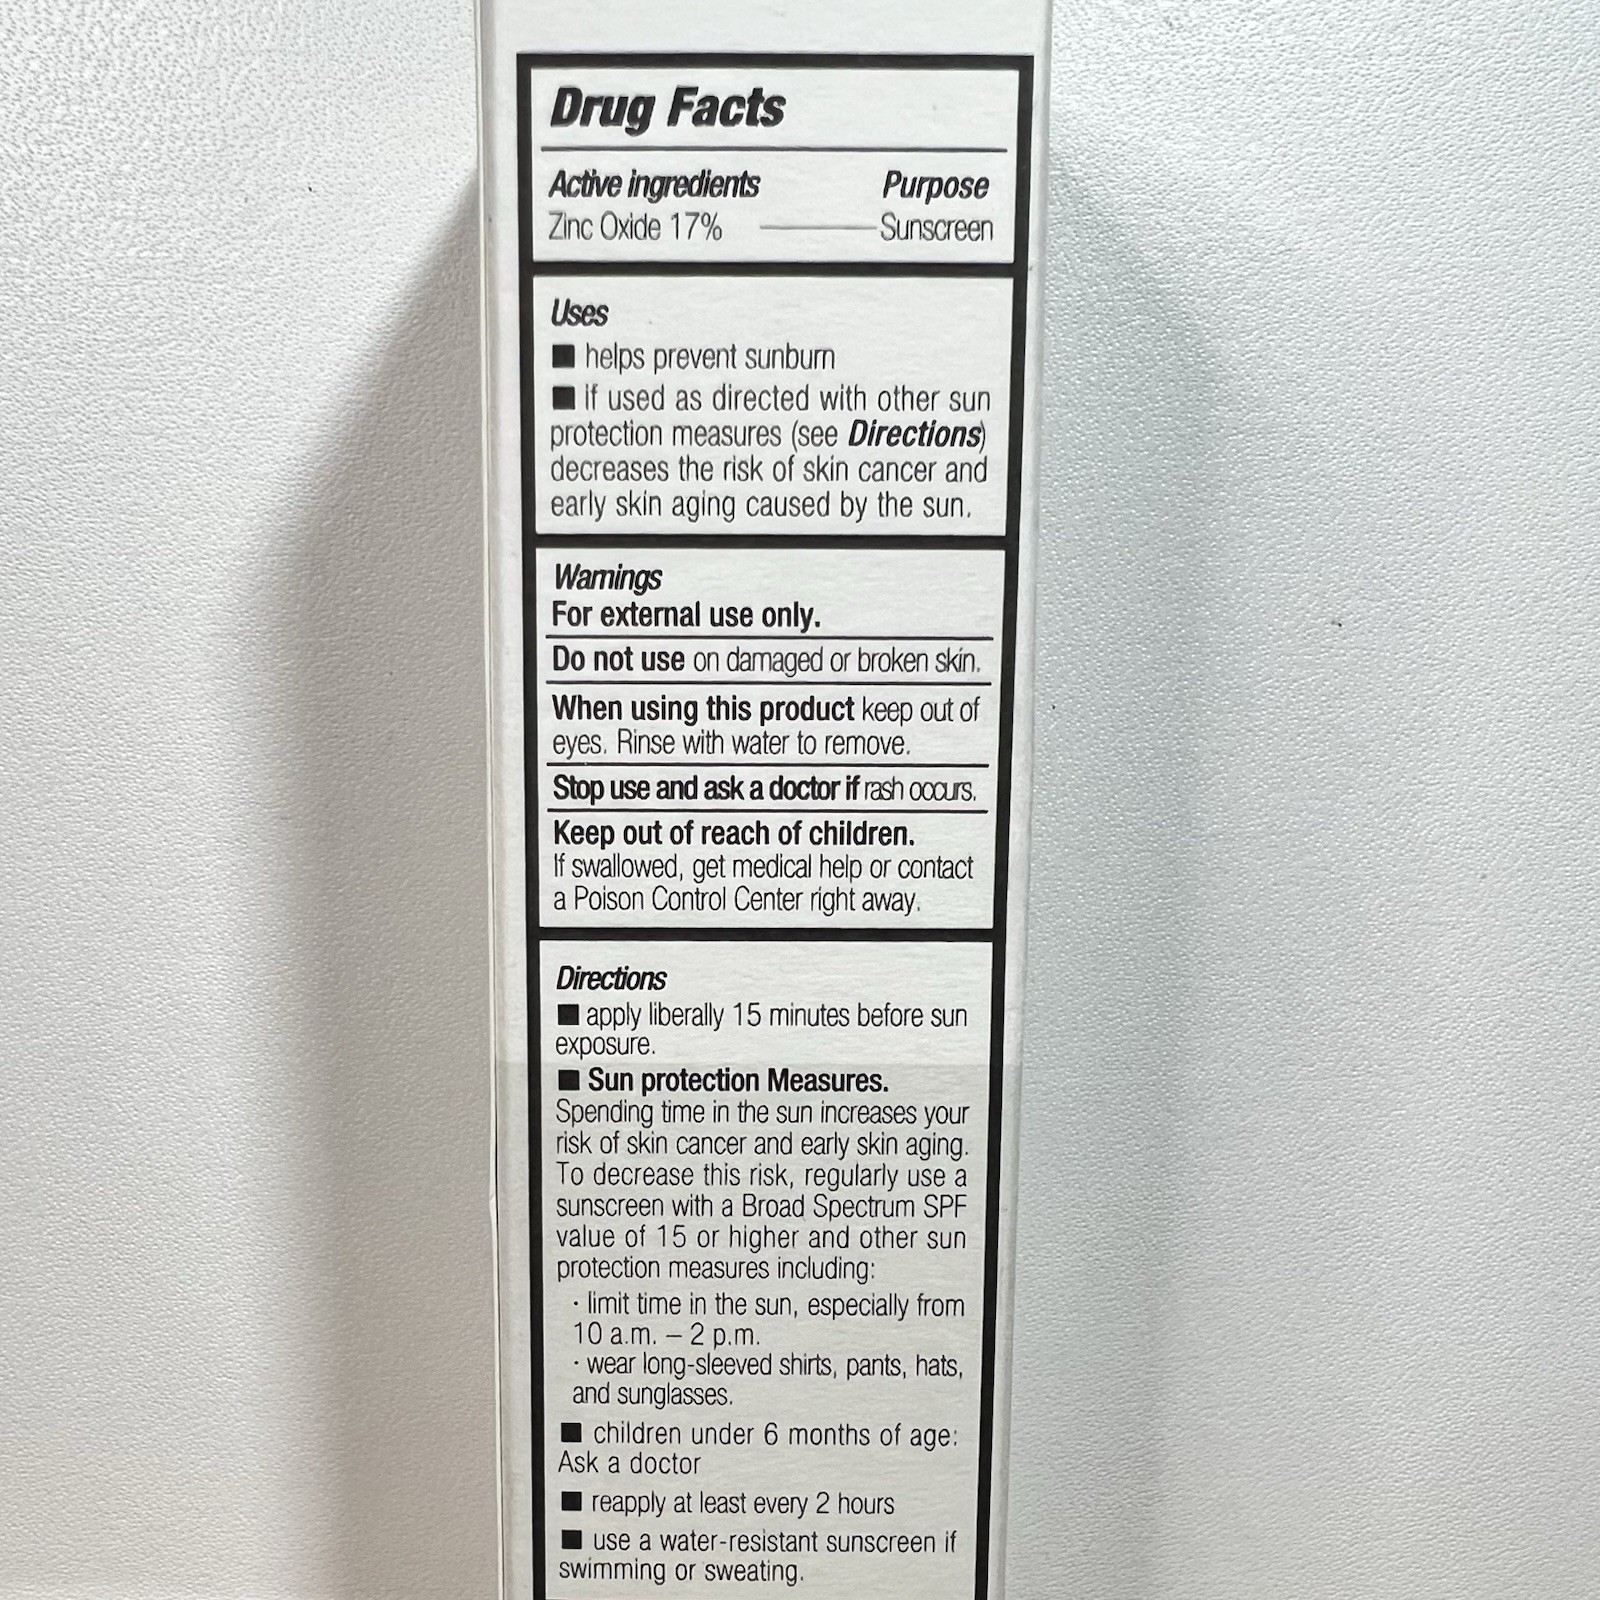 Drug Facts
Active ingredients Purpose
Zinc Oxide 17% Sunscreen
Uses
■ helps prevent sunburn
■ If used as directed with other sun
protection measures (see Directions)
decreases the risk of skin cancer and
early skin aging caused by the sun.
Warnings
For external use only.
Do not use on damaged or broken skin.
When using this product keep out of
eyes. Rinse with water to remove.
Stop use and ask a doctor if rash occurs.
Keep out of reach of children.
If swallowed, get medical help or contact
a Poison Control Center right away.
Directions
■ apply liberally 15 minutes before sun
exposure.
■ Sun protection Measures.
Spending time in the sun increases your
risk of skin cancer and early skin aging.
To decrease this risk, regularly use a
sunscreen with a Broad Spectrum SPF
value of 15 or higher and other sun
protection measures including:
· limit time in the sun, especially from
10 a.m. – 2 p.m.
· wear long-sleeved shirts, pants, hats,
and sunglasses.
■ children under 6 months of age:
Ask a doctor
■ reapply at least every 2 hours
■ use a water-resistant sunscreen if
swimming or sweating.